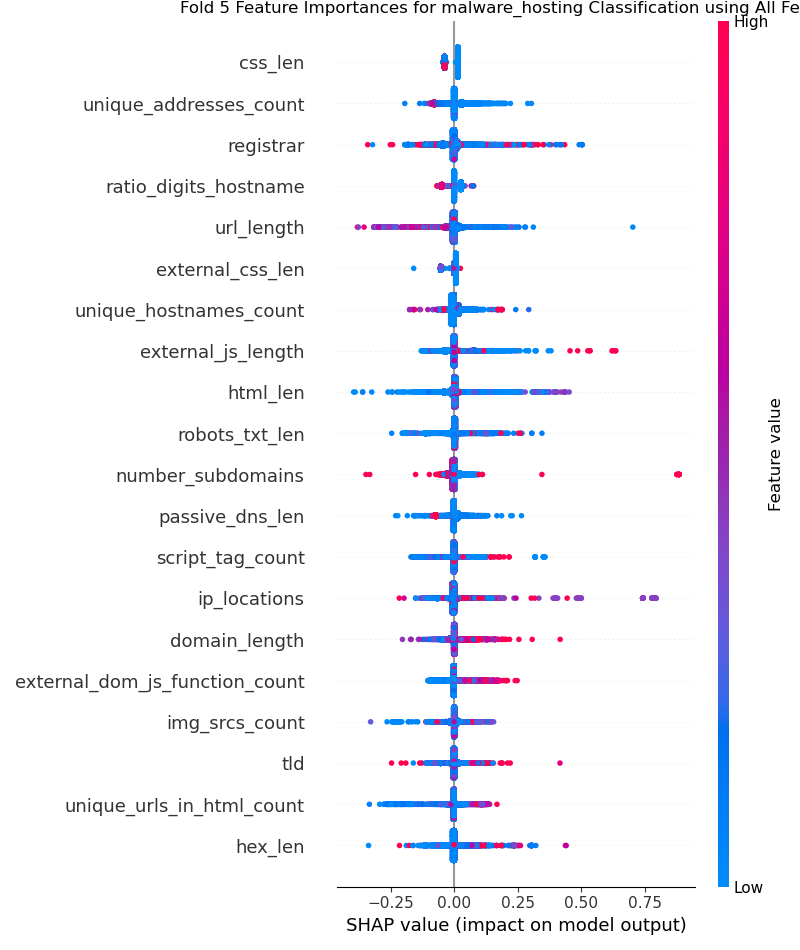 Fold 5 Feature Importances for malware_hosting Classification using All Fe
High
css_len
unique_addresses_count
registrar
ratio_digits_hostname
url_length
external_css_len
unique_hostnames_count
external_js_length
html_len
robots_txt_len
number_subdomains
passive_dns_len
script_tag_count
ip_locations
domain_length
external_dom_js_function_count
img_srcs_count
tld
unique_urls_in_html_count
hex_len
Feature value
Low
−0.25 0.00 0.25 0.50 0.75
SHAP value (impact on model output)